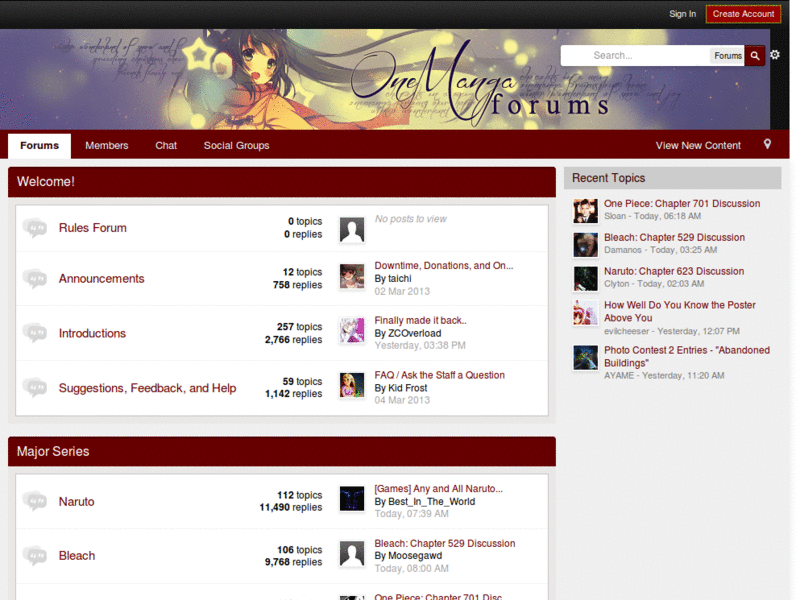 Sign In
Create Account
OneManga
forums
Search...
Forums
Forums
Members
Chat
Social Groups
View New Content
Welcome!
Rules Forum
0 topics
0 replies
No posts to view
Announcements
12 topics
758 replies
Downtime, Donations, and On...
By taichi
02 Mar 2013
Introductions
257 topics
2,766 replies
Finally made it back..
By ZCOverload
Yesterday, 03:38 PM
Suggestions, Feedback, and Help
59 topics
1,142 replies
FAQ / Ask the Staff a Question
By Kid Frost
04 Mar 2013
Major Series
Naruto
112 topics
11,490 replies
[Games] Any and All Naruto...
By Best_In_The_World
Today, 07:39 AM
Bleach
106 topics
9,768 replies
Bleach: Chapter 529 Discussion
By Moosegawd
Today, 08:00 AM
One Piece: Chapter 701 Disc
Recent Topics
One Piece: Chapter 701 Discussion
Sloan - Today, 06:18 AM
Bleach: Chapter 529 Discussion
Damanos - Today, 03:25 AM
Naruto: Chapter 623 Discussion
Clyton - Today, 02:03 AM
How Well Do You Know the Poster
Above You
evilcheeser - Yesterday, 12:07 PM
Photo Contest 2 Entries - "Abandoned
Buildings"
AYAME - Yesterday, 11:20 AM